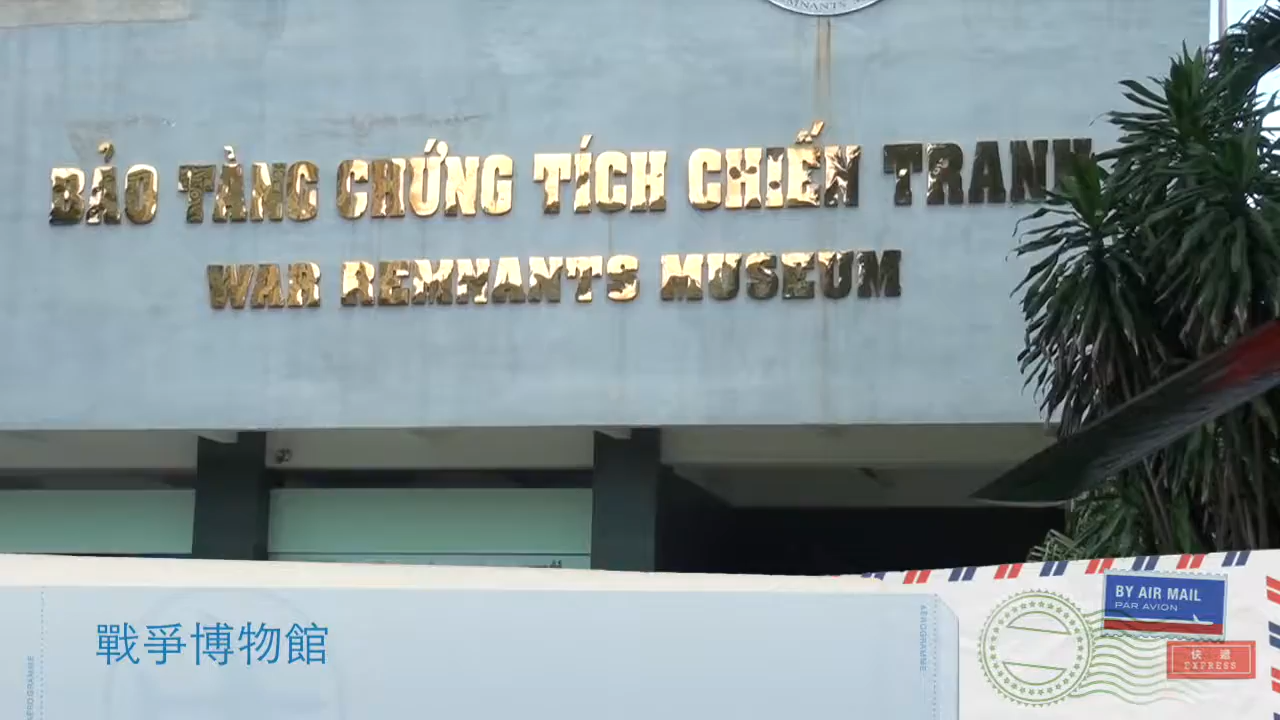 BẢO TÀNG CHỨNG TÍCH CHIẾN TRANH
WAR REMNANTS MUSEUM
戰爭博物館
AÉROGRAMME
BY AIR MAIL
PAR AVION
快 遞
EXPRESS